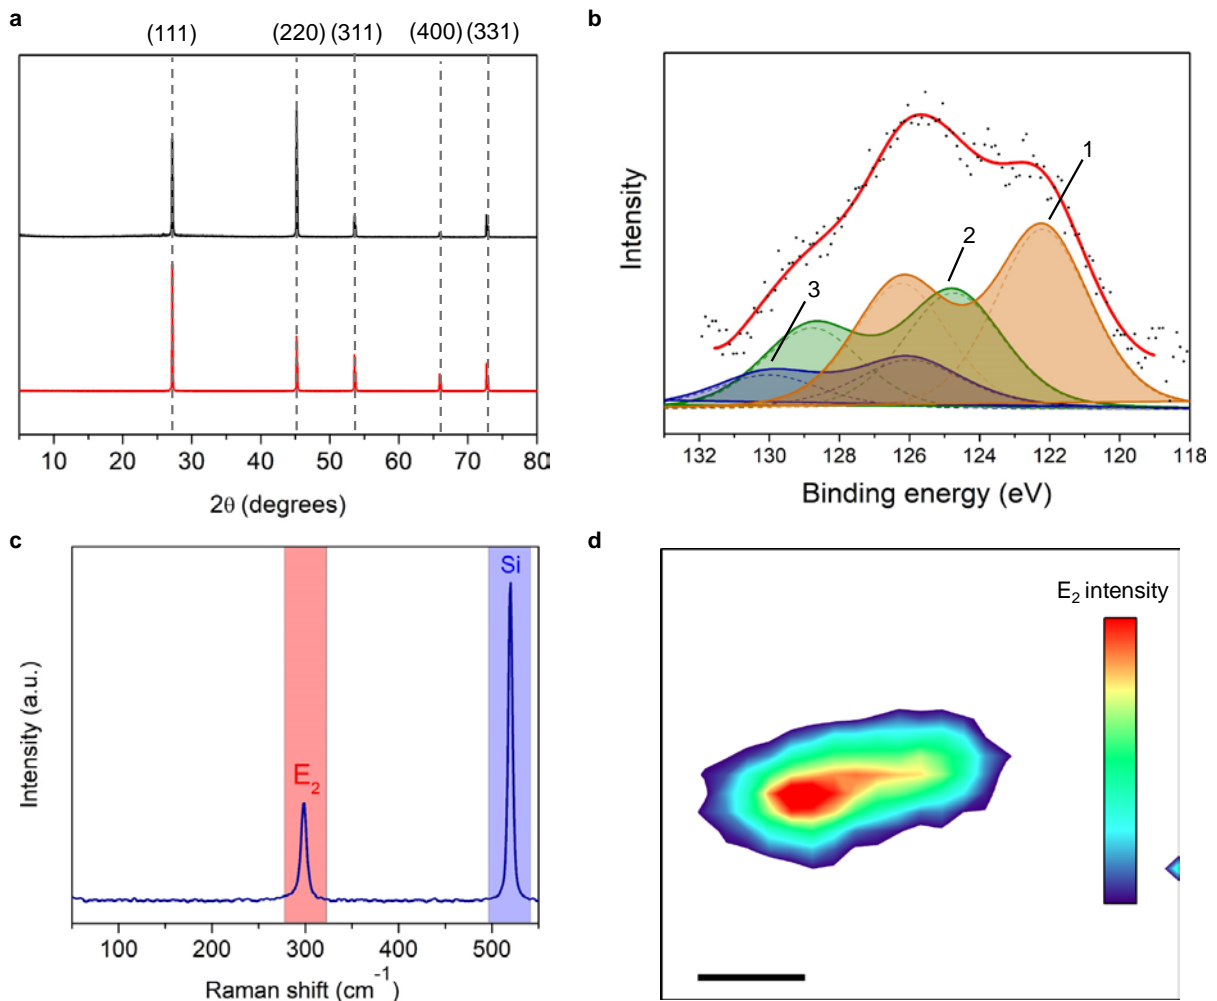 a
(111) (220) (311) (400) (331)
10 20 30 40 50 60 70 80
2θ (degrees)
b
Intensity
1
2
3
132 130 128 126 124 122 120 118
Binding energy (eV)
c
Intensity (a.u.)
E₂
Si
100 200 300 400 500
Raman shift (cm⁻¹)
d
E₂ intensity